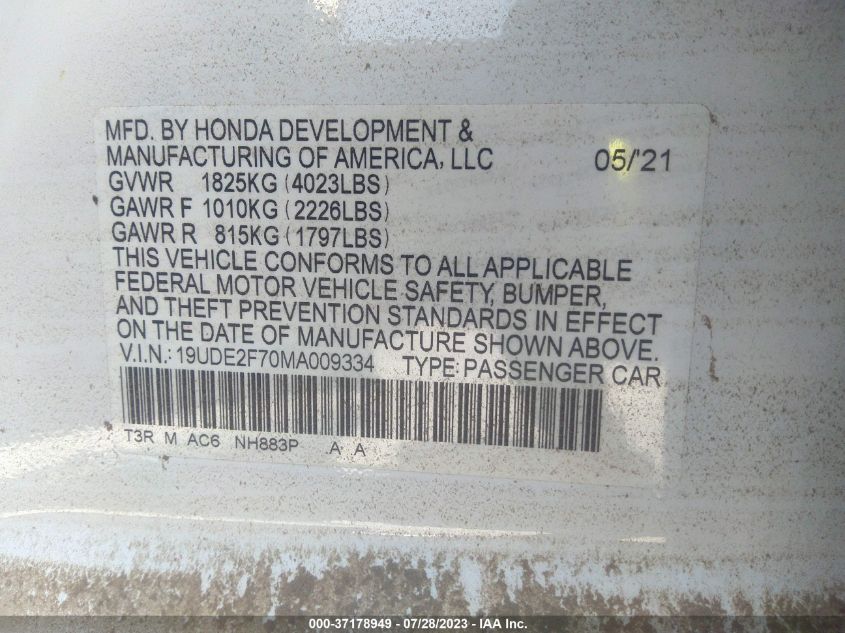 MFD. BY HONDA DEVELOPMENT &
MANUFACTURING OF AMERICA, LLC 05/'21
GVWR 1825KG (4023LBS)
GAWR F 1010KG (2226LBS)
GAWR R 815KG (1797LBS)
THIS VEHICLE CONFORMS TO ALL APPLICABLE
FEDERAL MOTOR VEHICLE SAFETY, BUMPER,
AND THEFT PREVENTION STANDARDS IN EFFECT
ON THE DATE OF MANUFACTURE SHOWN ABOVE.
V.I.N.: 19UDE2F70MA009334 TYPE: PASSENGER CAR
T3R M AC6 NH883P A A
000-37178949 / 07/28/2023 - © IAA Inc.